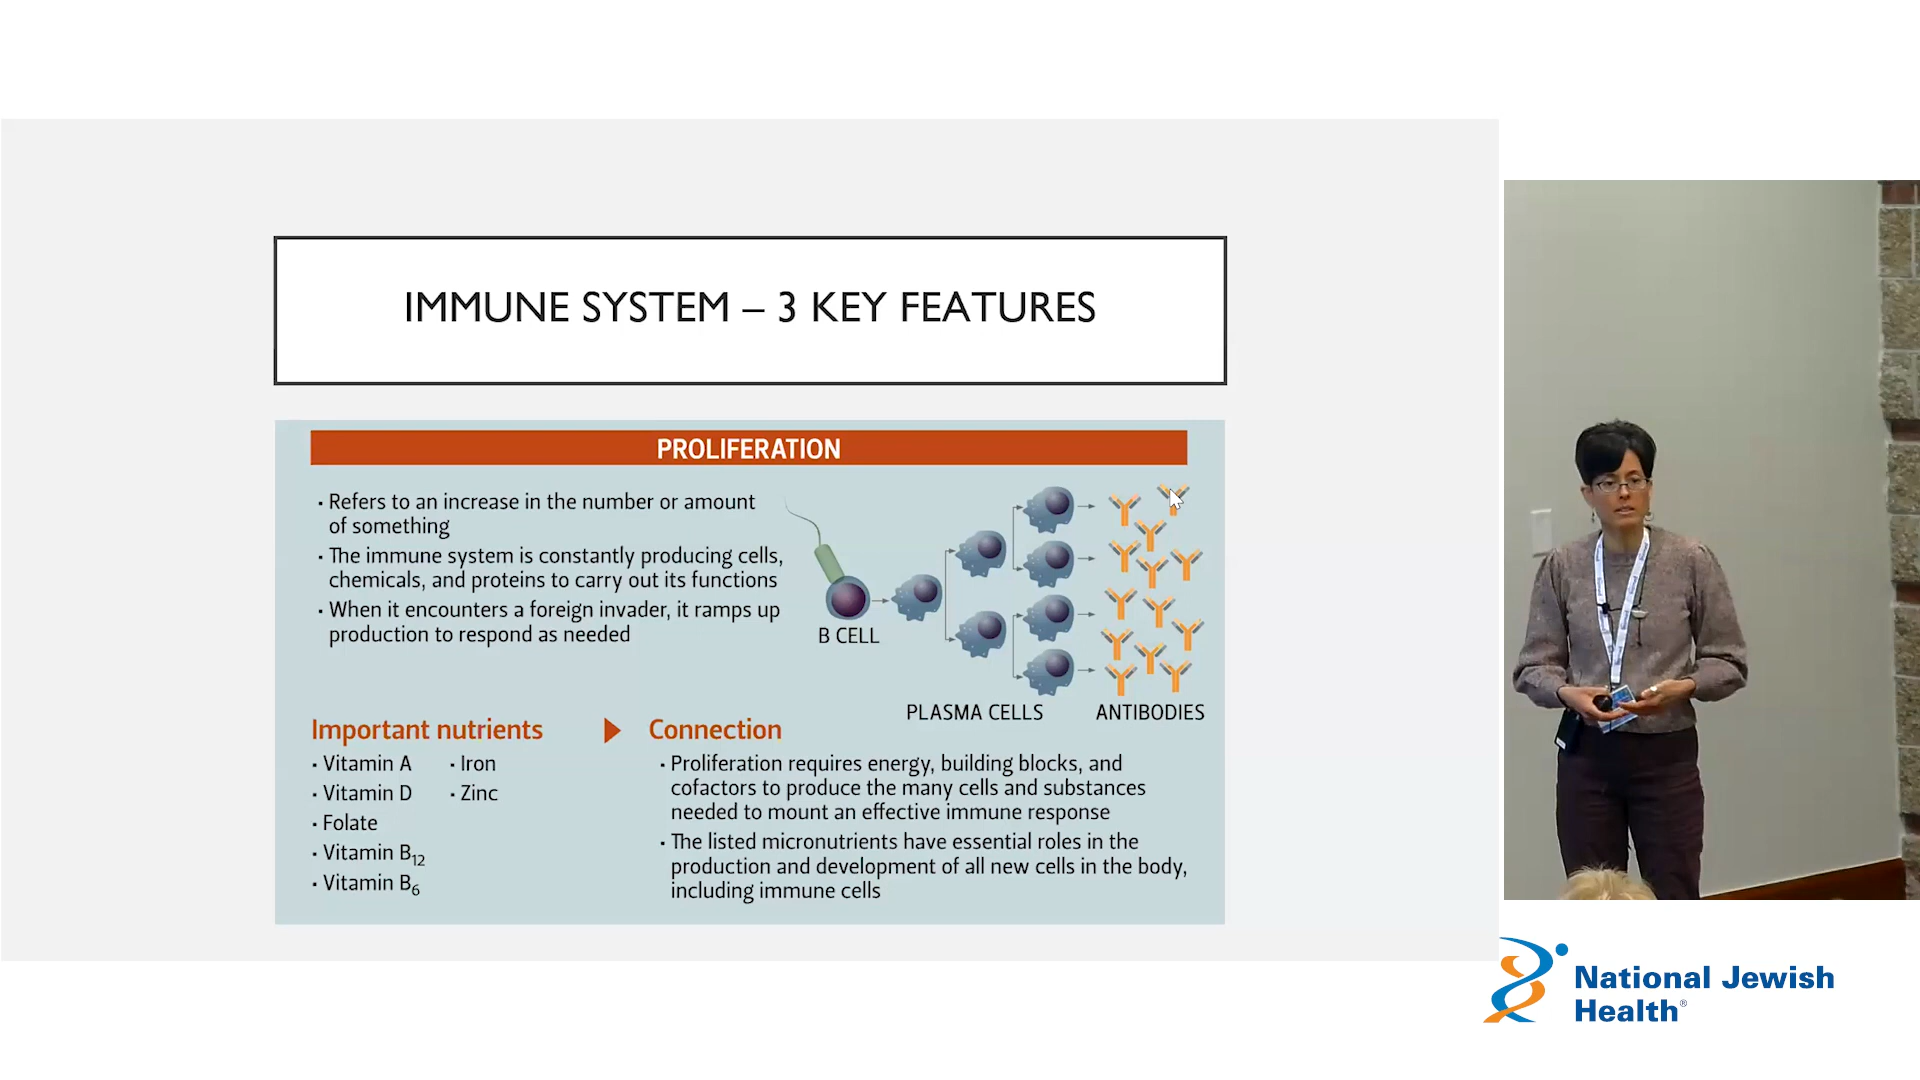 IMMUNE SYSTEM – 3 KEY FEATURES
PROLIFERATION
· Refers to an increase in the number or amount
of something
· The immune system is constantly producing cells,
chemicals, and proteins to carry out its functions
· When it encounters a foreign invader, it ramps up
production to respond as needed
B CELL
PLASMA CELLS
ANTIBODIES
Important nutrients
· Vitamin A
· Vitamin D
· Folate
· Vitamin B12
· Vitamin B6
· Iron
· Zinc
Connection
· Proliferation requires energy, building blocks, and
cofactors to produce the many cells and substances
needed to mount an effective immune response
· The listed micronutrients have essential roles in the
production and development of all new cells in the body,
including immune cells
National Jewish
Health®